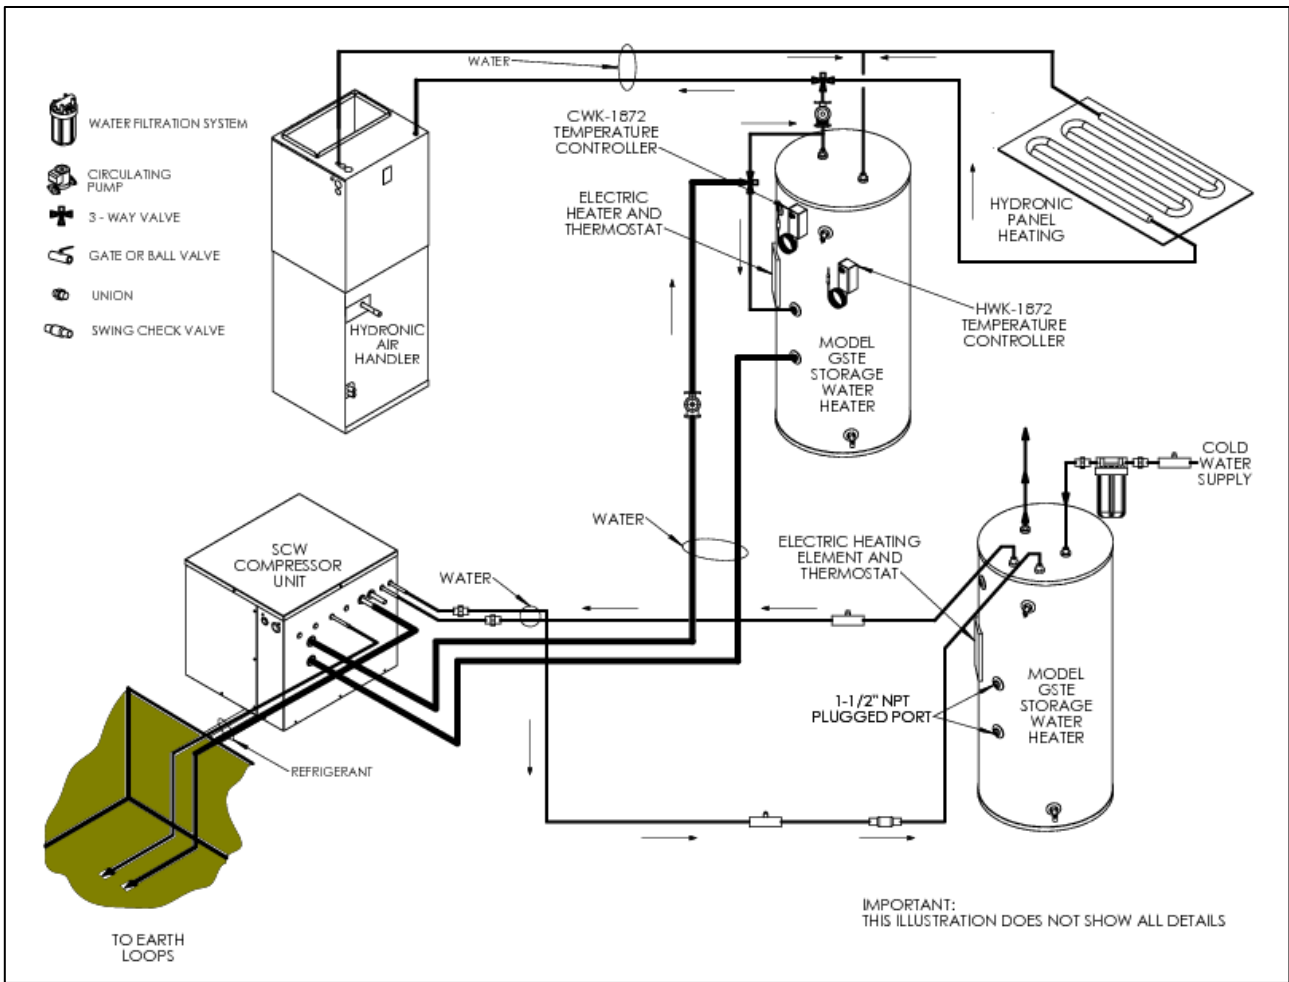 WATER
WATER FILTRATION SYSTEM
CIRCULATING
PUMP
3 - WAY VALVE
GATE OR BALL VALVE
UNION
SWING CHECK VALVE
CWK-1872
TEMPERATURE
CONTROLLER
ELECTRIC
HEATER AND
THERMOSTAT
HYDRONIC
PANEL
HEATING
HYDRONIC
AIR
HANDLER
HWK-1872
TEMPERATURE
CONTROLLER
MODEL
GSTE
STORAGE
WATER
HEATER
COLD
WATER
SUPPLY
WATER
SCW
COMPRESSOR
UNIT
WATER
ELECTRIC HEATING
ELEMENT AND
THERMOSTAT
1-1/2" NPT
PLUGGED PORT
MODEL
GSTE
STORAGE
WATER
HEATER
REFRIGERANT
TO EARTH
LOOPS
IMPORTANT:
THIS ILLUSTRATION DOES NOT SHOW ALL DETAILS